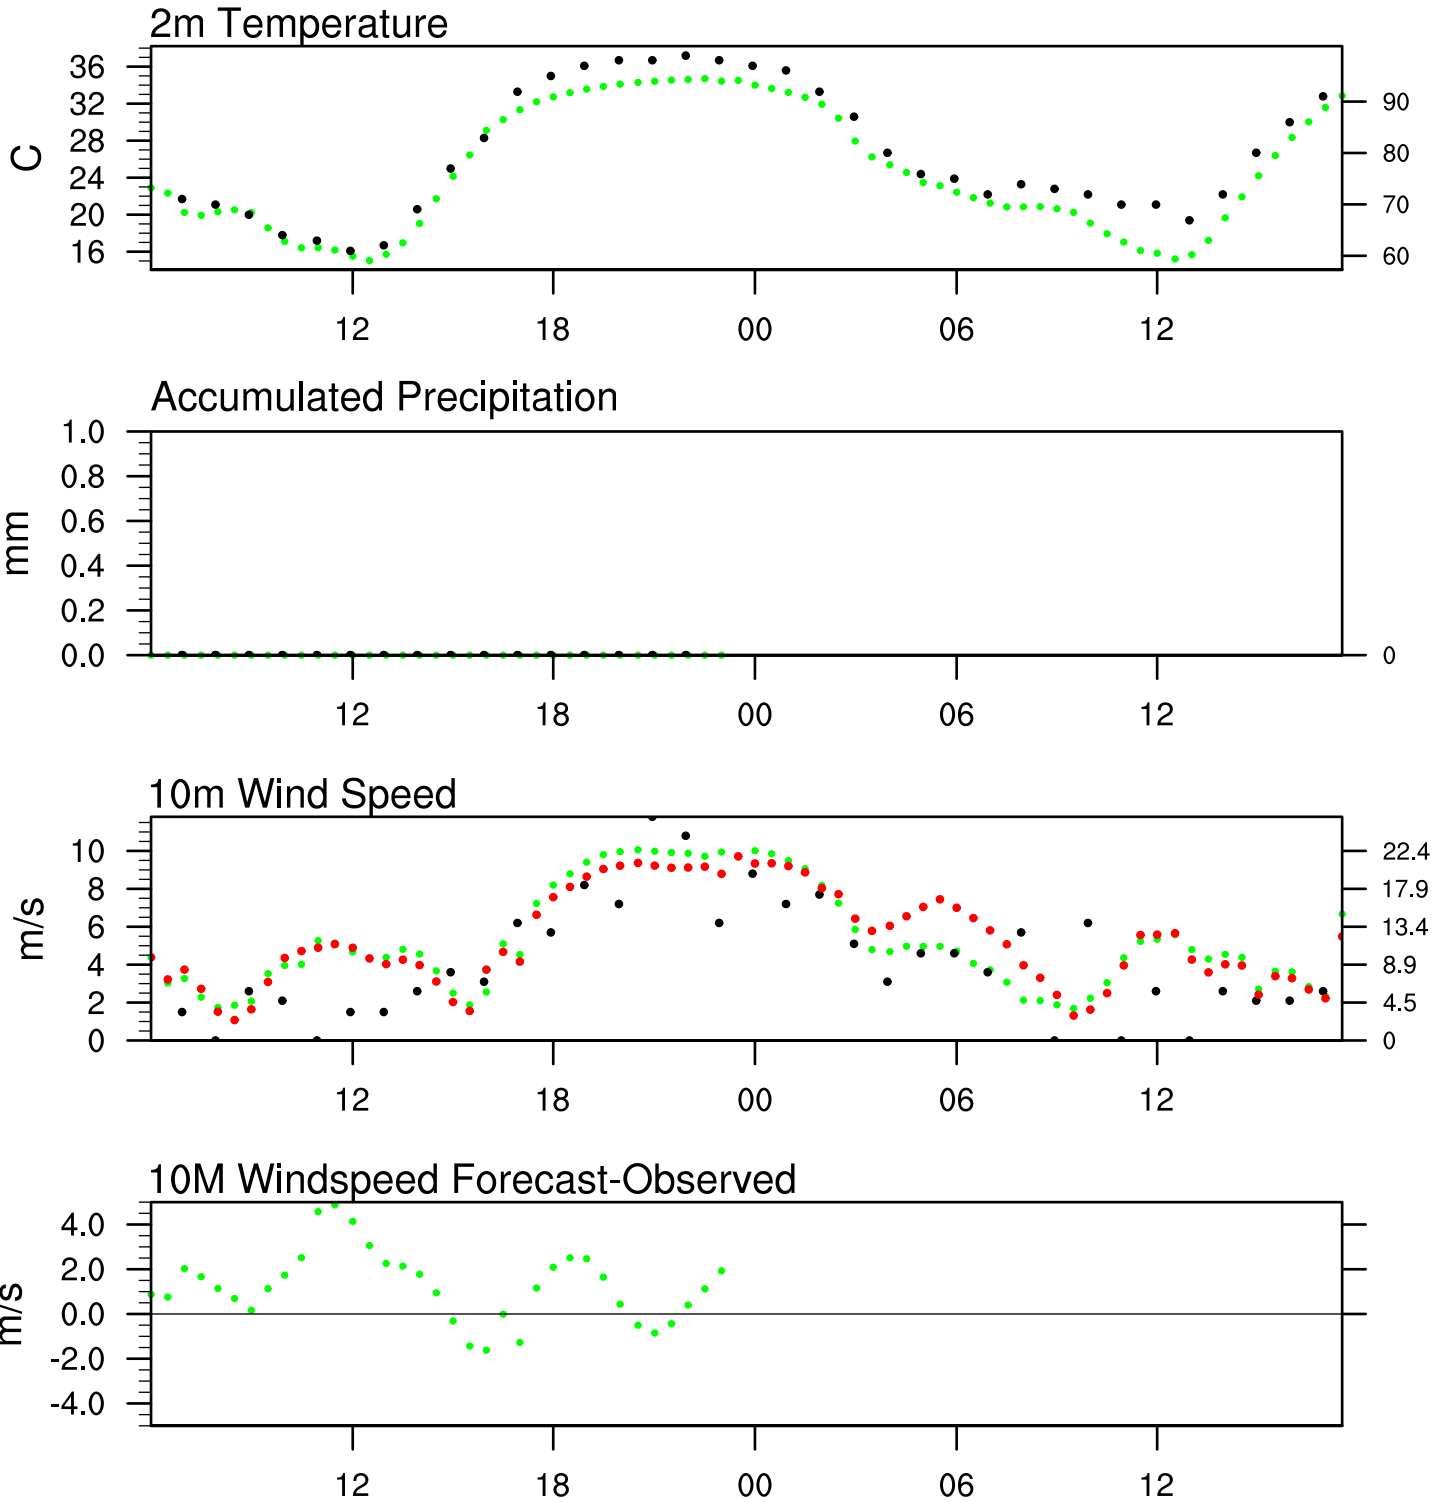 2m Temperature
36
32
28
24
20
16
C
90
80
70
60
12 18 00 06 12
Accumulated Precipitation
1.0
0.8
0.6
0.4
0.2
0.0
mm
0
12 18 00 06 12
10m Wind Speed
10
8
6
4
2
0
m/s
22.4
17.9
13.4
8.9
4.5
0
12 18 00 06 12
10M Windspeed Forecast-Observed
4.0
2.0
0.0
-2.0
-4.0
m/s
12 18 00 06 12